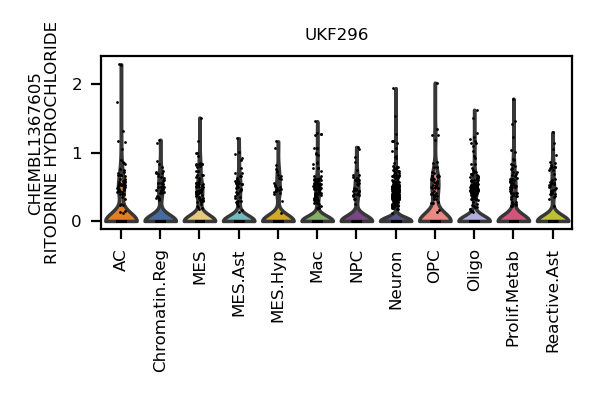 UKF296
CHEMBL1367605
RITODRINE HYDROCHLORIDE
2
1
0
AC
Chromatin.Reg
MES
MES.Ast
MES.Hyp
Mac
NPC
Neuron
OPC
Oligo
Prolif.Metab
Reactive.Ast